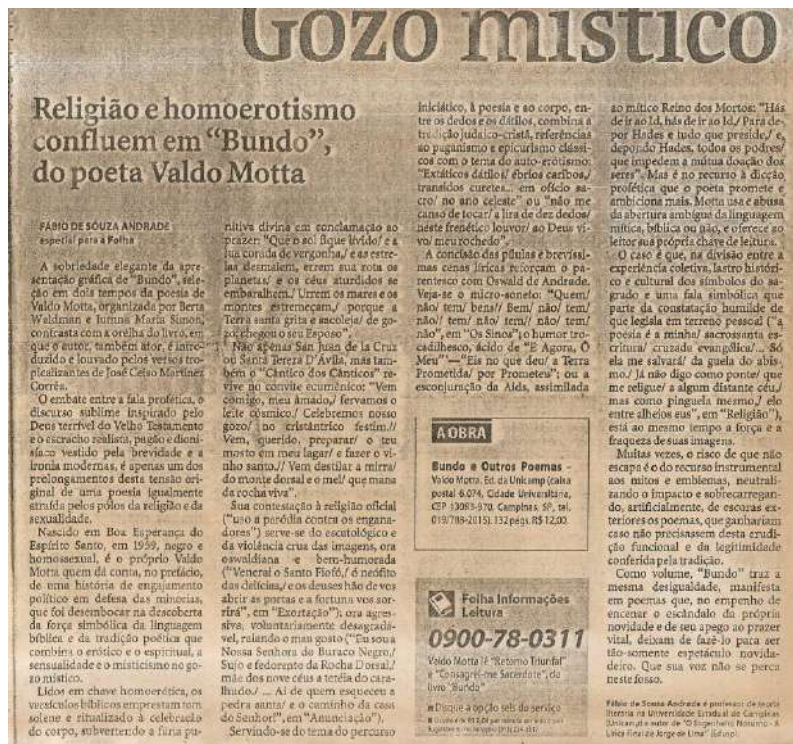 Gozo místico
Religião e homoerotismo
confluem em “Bundo”,
do poeta Valdo Motta
FÁBIO DE SOUZA ANDRADE
especial para a Folha
A sobriedade elegante da apre-
sentação gráfica de “Bundo”, sele-
ção em dois tempos da poesia de
Valdo Motta, organizada por Berta
Waldman e Iumna Maria Simon,
contrasta com a orelha do livro, em
que o autor, também ator, é intro-
duzido e louvado pelos versos tro-
picalizantes de José Celso Martinez
Corrêa.
O embate entre a fala profética, o
discurso sublime inspirado pelo
Deus terrível do Velho Testamento
e o escracho realista, pagão e dioni-
síaco vestido pela brevidade e a
ironia modernas, é apenas um dos
prolongamentos desta tensão ori-
ginal de uma poesia igualmente
atraída pelos pólos da religião e da
sexualidade.
Nascido em Boa Esperança do
Espírito Santo, em 1959, negro e
homossexual, é o próprio Valdo
Motta quem dá conta, no prefácio,
de uma história de engajamento
político em defesa das minorias,
que foi desembocar na descoberta
da força simbólica da linguagem
bíblica e da tradição poética que
combina o erótico e o espiritual, a
sensualidade e o misticismo no go-
zo místico.
Lidos em chave homoerótica, os
versículos bíblicos emprestam tom
solene e ritualizado à celebração
do corpo, subvertendo a fúria pu-
nitiva divina em conclamação ao
prazer: “Que o sol fique lívido/ e a
lua corada de vergonha,/ e as estre-
las desmaiem, errem sua rota os
planetas/ e os céus aturdidos se
embaralhem./ Urrem os mares e os
montes estremeçam,/ porque a
Terra santa grita e sacoleja/ de go-
zo, chegou o seu Esposo”.
Não apenas San Juan de la Cruz
ou Santa Tereza D'Ávila, mas tam-
bém o “Cântico dos Cânticos” re-
vive no convite ecumênico: “Vem
comigo, meu amado,/ fervamos o
leite cósmico./ Celebremos nosso
gozo/ no cristântrico festim.//
Vem, querido, preparar/ o teu
mosto em meu lagar/ e fazer o vi-
nho santo.// Vem destilar a mirra/
do monte dorsal e o mel/ que mana
da rocha viva”.
Sua contestação à religião oficial
(“uso a paródia contra os engana-
dores”) serve-se do escatológico e
da violência crua das imagens, ora
oswaldiana e bem-humorada
(“Venerai o Santo Fiofó,/ ó neófito
das delícias,/ e os deuses hão de vos
abrir as portas e a fortuna vos sor-
rirá”, em “Exortação”); ora agres-
siva, voluntariamente desagradá-
vel, raiando o mau gosto (“Eu sou a
Nossa Senhora do Buraco Negro,/
Sujo e fedorento da Rocha Dorsal,/
mãe dos nove céus a tetéia do cara-
lhudo./ ... Ai de quem esqueceu a
pedra santa/ e o caminho da casa
do Senhor!”, em “Anunciação”).
Servindo-se do tema do percurso
iniciático, à poesia e ao corpo, en-
tre os dedos e os dátilos, combina a
tradição judaico-cristã, referências
ao paganismo e epicurismo clássi-
cos com o tema do auto-erótismo:
“Extáticos dátilos/ ébrios caribos,/
transidos curetes... em ofício sa-
cro/ no ano celeste” ou “não me
canso de tocar/ a lira de dez dedos/
neste frenético louvor/ ao Deus vi-
vo/ meu rochedo”.
A concisão das pílulas e brevíssi-
mas cenas líricas reforçam o pa-
rentesco com Oswald de Andrade.
Veja-se o micro-soneto: “Quem/
não/ tem/ bens// Bem/ não/ tem/
não/ tem/ não/ tem// não/ tem/
não”, em “Os Sinos”; o humor tro-
cadilhesco, ácido de “E Agora, O
Meu”— “Eis no que deu/ a Terra
Prometida/ por Prometeu”; ou a
esconjuração da Aids, assimilada
A OBRA
Bundo e Outros Poemas -
Valdo Motta. Ed. da Unicamp (caixa
postal 6.074, Cidade Universitária,
CEP 13083-970, Campinas, SP, tel.
019/788-2015). 132 págs. R$ 12,00.
Folha Informações
Leitura
0900-78-0311
Valdo Motta lê “Retorno Triunfal”
e “Consagrei-me Sacerdote”, do
livro “Bundo”
Disque a opção seis do serviço
ao mítico Reino dos Mortos: “Hás
de ir ao Id, hás de ir ao Id,/ Para de-
por Hades e tudo que preside,/ e,
depondo Hades, todos os podres/
que impedem a mútua doação dos
seres”. Mas é no recurso à dicção
profética que o poeta promete e
ambiciona mais. Motta usa e abusa
da abertura ambígua da linguagem
mítica, bíblica ou não, e oferece ao
leitor sua própria chave de leitura.
O caso é que, na divisão entre a
experiência coletiva, lastro históri-
co e cultural dos símbolos do sa-
grado e uma fala simbólica que
parte da constatação humilde de
que legisla em terreno pessoal (“a
poesia é a minha/ sacrossanta es-
critura/ cruzada evangélica/... Só
ela me salvará/ da guela do abis-
mo./ Já não digo como ponte/ que
me religue/ a algum distante céu,/
mas como pinguela mesmo,/ elo
entre alheios eus”, em “Religião”),
está ao mesmo tempo a força e a
fraqueza de suas imagens.
Muitas vezes, o risco de que não
escapa é o do recurso instrumental
aos mitos e emblemas, neutrali-
zando o impacto e sobrecarregan-
do, artificialmente, de escoras ex-
teriores os poemas, que ganhariam
caso não precisassem desta erudi-
ção funcional e da legitimidade
conferida pela tradição.
Como volume, “Bundo” traz a
mesma desigualdade, manifesta
em poemas que, no empenho de
encenar o escândalo da própria
novidade e de seu apego ao prazer
vital, deixam de fazê-lo para ser
tão-somente espetáculo novida-
deiro. Que sua voz não se perca
neste fosso.
Fábio de Souza Andrade é professor de teoria
literária na Universidade Estadual de Campinas
(Unicamp) e autor de “O Engenheiro Noturno - A
Lírica Final de Jorge de Lima” (Edusp).